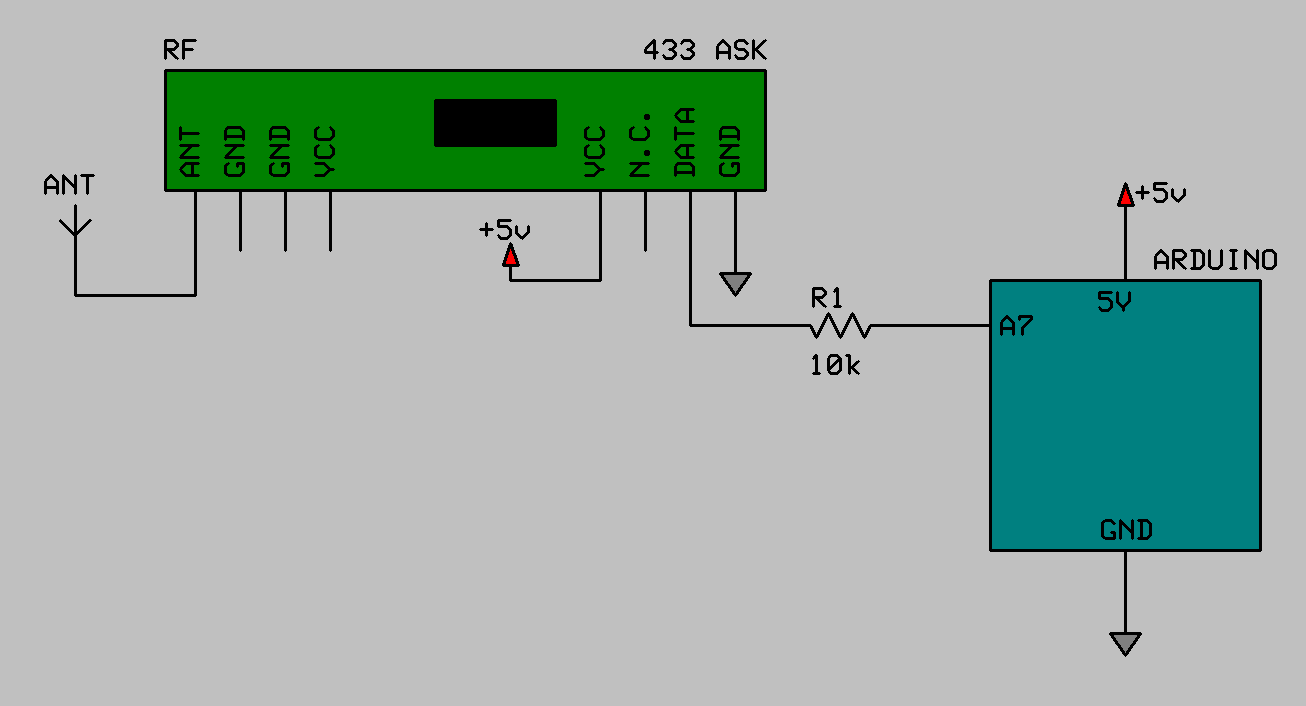 RF
433 ASK
ANT
GND
GND
VCC
VCC
N.C.
DATA
GND
ANT
+5v
+5v
ARDUINO
R1
10k
5V
A7
GND